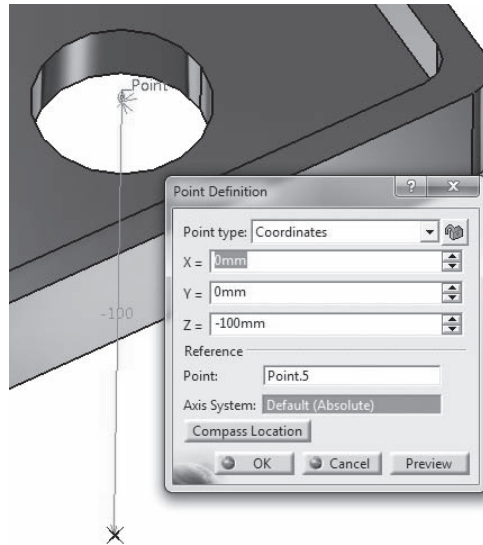 Point
-100
Point Definition
? X
Point type: Coordinates
X = 0mm
Y = 0mm
Z = -100mm
Reference
Point: Point.5
Axis System: Default (Absolute)
Compass Location
OK Cancel Preview